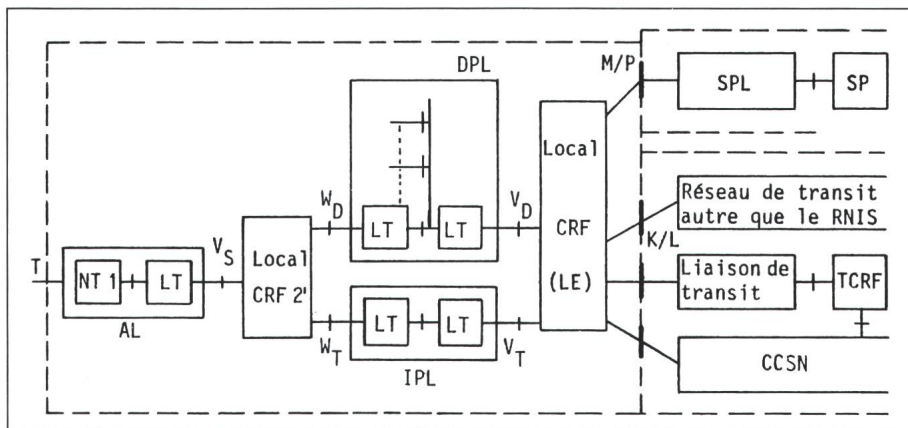 DPL
M/P
SPL
SP
Local
CRF
(LE)
Réseau de transit
autre que le RNIS
W_D
V_D
LT
LT
K/L
T
V_S
Local
CRF 2'
NT 1
LT
AL
Liaison de
transit
TCRF
LT
LT
W_T
V_T
IPL
CCSN